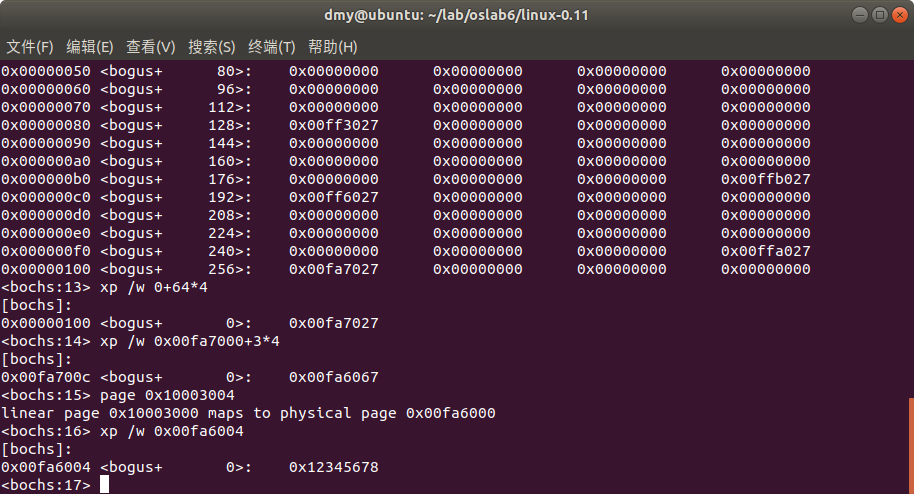 dmy@ubuntu: ~/lab/oslab6/linux-0.11
文件(F) 编辑(E) 查看(V) 搜索(S) 终端(T) 帮助(H)
0x00000050 <bogus+      80>:    0x00000000      0x00000000      0x00000000      0x00000000
0x00000060 <bogus+      96>:    0x00000000      0x00000000      0x00000000      0x00000000
0x00000070 <bogus+     112>:    0x00000000      0x00000000      0x00000000      0x00000000
0x00000080 <bogus+     128>:    0x00ff3027      0x00000000      0x00000000      0x00000000
0x00000090 <bogus+     144>:    0x00000000      0x00000000      0x00000000      0x00000000
0x000000a0 <bogus+     160>:    0x00000000      0x00000000      0x00000000      0x00000000
0x000000b0 <bogus+     176>:    0x00000000      0x00000000      0x00000000      0x00ffb027
0x000000c0 <bogus+     192>:    0x00ff6027      0x00000000      0x00000000      0x00000000
0x000000d0 <bogus+     208>:    0x00000000      0x00000000      0x00000000      0x00000000
0x000000e0 <bogus+     224>:    0x00000000      0x00000000      0x00000000      0x00000000
0x000000f0 <bogus+     240>:    0x00000000      0x00000000      0x00000000      0x00ffa027
0x00000100 <bogus+     256>:    0x00fa7027      0x00000000      0x00000000      0x00000000
<bochs:13> xp /w 0+64*4
[bochs]:
0x00000100 <bogus+       0>:    0x00fa7027
<bochs:14> xp /w 0x00fa7000+3*4
[bochs]:
0x00fa700c <bogus+       0>:    0x00fa6067
<bochs:15> page 0x10003004
linear page 0x10003000 maps to physical page 0x00fa6000
<bochs:16> xp /w 0x00fa6004
[bochs]:
0x00fa6004 <bogus+       0>:    0x12345678
<bochs:17>